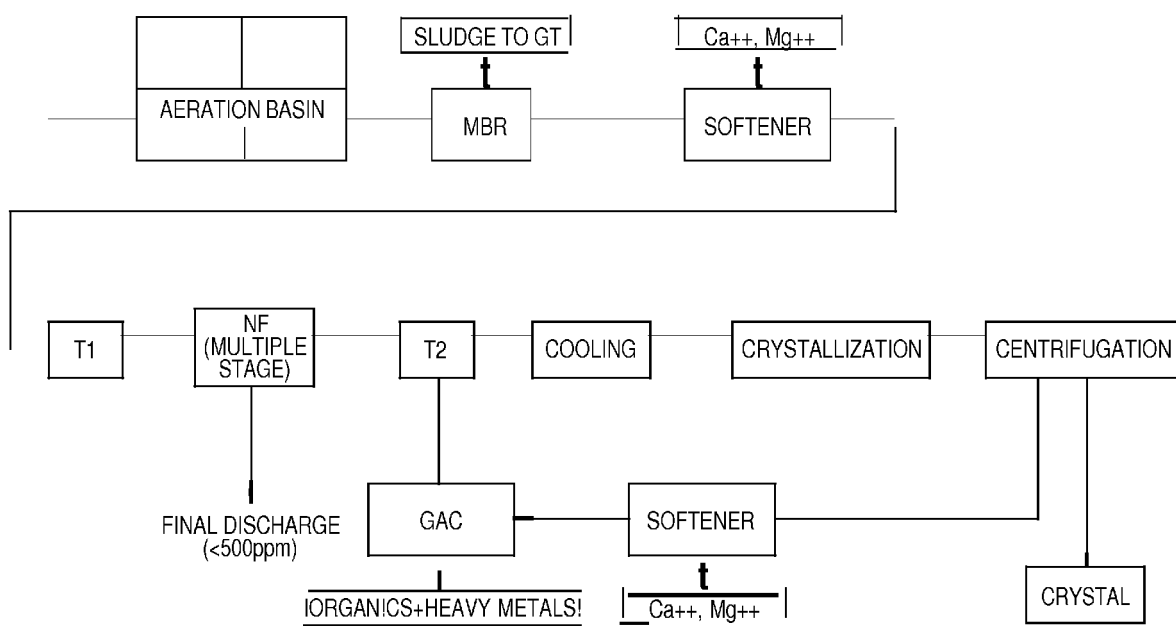 SLUDGE TO GT
Ca++, Mg++
t
t
AERATION BASIN
MBR
SOFTENER
T1
NF
(MULTIPLE
STAGE)
T2
COOLING
CRYSTALLIZATION
CENTRIFUGATION
FINAL DISCHARGE
(<500ppm)
GAC
SOFTENER
t
ORGANICS+HEAVY METALS!
Ca++, Mg++
CRYSTAL